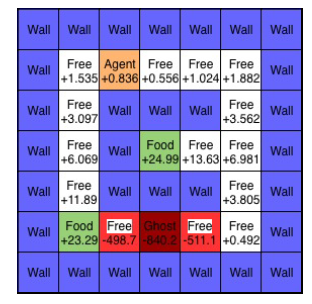 Wall Wall Wall Wall Wall Wall Wall
Wall Free Agent Free Free Free Wall
+1.535 +0.836 +0.556 +1.024 +1.882
Wall Free Wall Wall Wall Free Wall
+3.097 +3.562
Wall Free Wall Food Free Free Wall
+6.069 +24.99 +13.63 +6.981
Wall Free Wall Wall Wall Free Wall
+11.89 +3.805
Wall Food Free Ghost Free Free Wall
+23.29 -498.7 -640.2 -511.1 +0.492
Wall Wall Wall Wall Wall Wall Wall